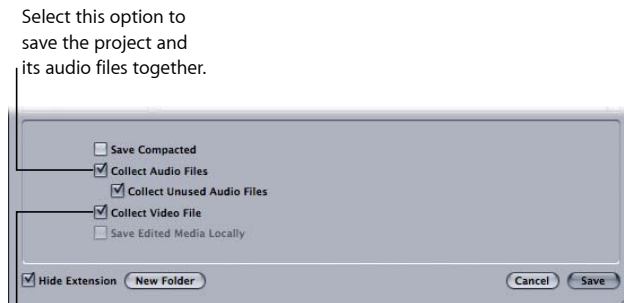 Select this option to
save the project and
its audio files together.
Save Compacted
Collect Audio Files
Collect Unused Audio Files
Collect Video File
Save Edited Media Locally
Hide Extension New Folder Cancel Save